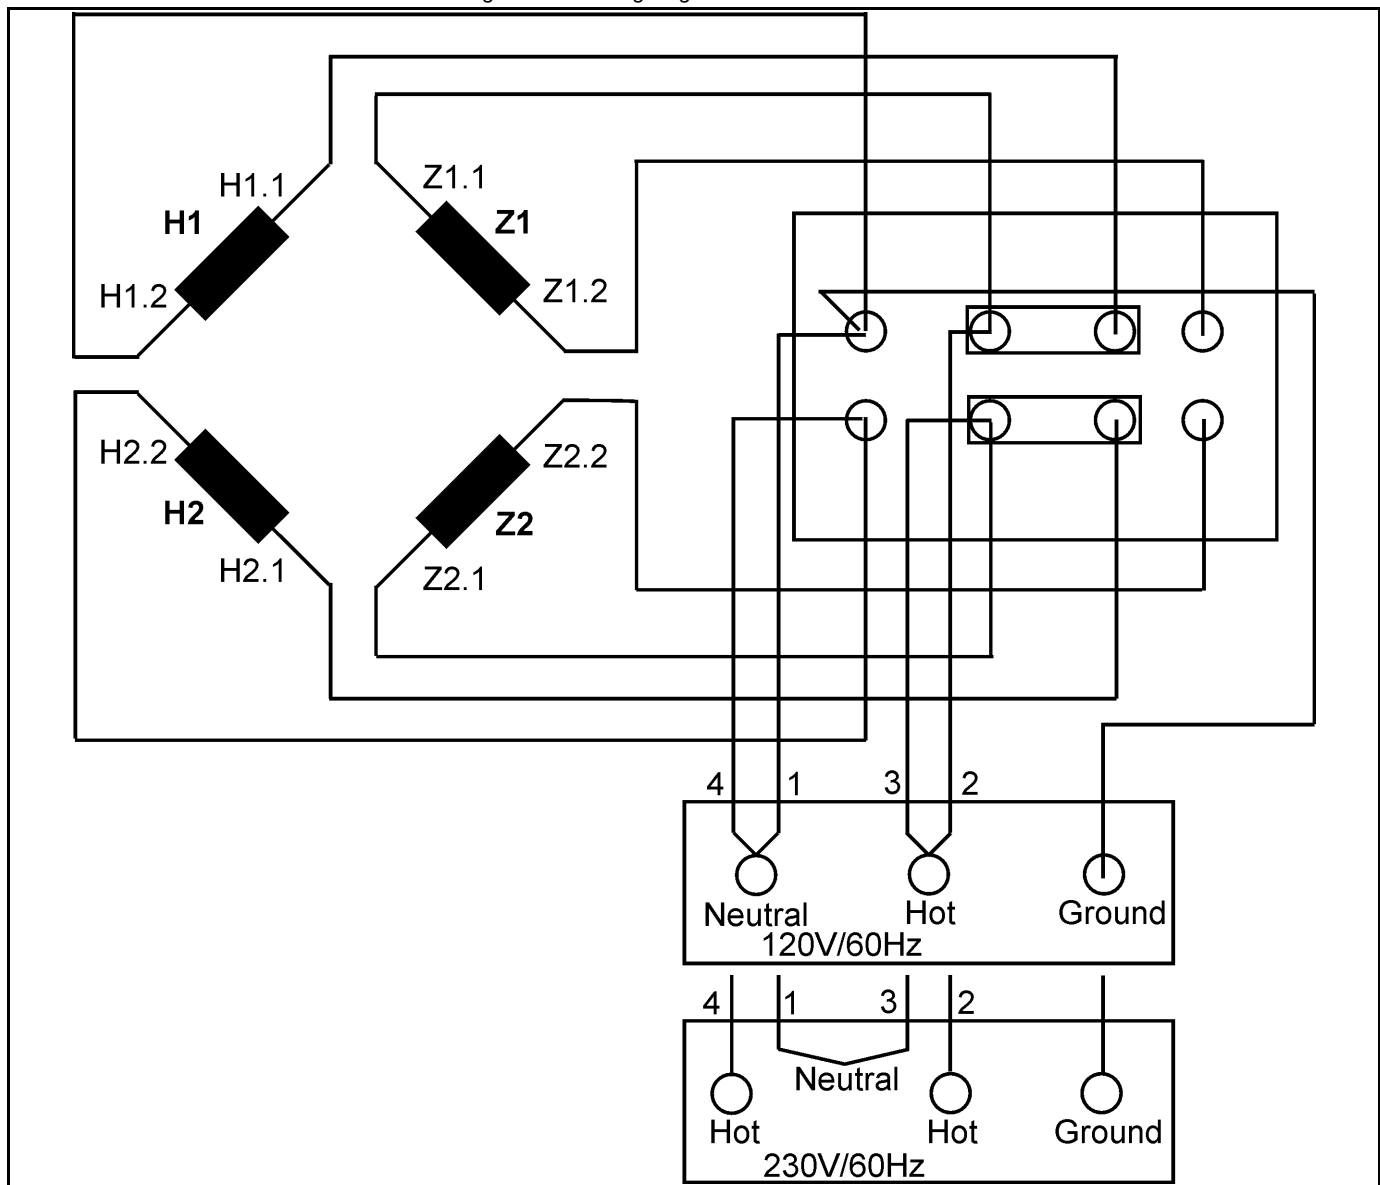 H1.1
H1
H1.2
Z1.1
Z1
Z1.2
H2.2
H2
H2.1
Z2.2
Z2
Z2.1
4 1 3 2
Neutral Hot Ground
120V/60Hz
4 1 3 2
Neutral
Hot Hot Ground
230V/60Hz